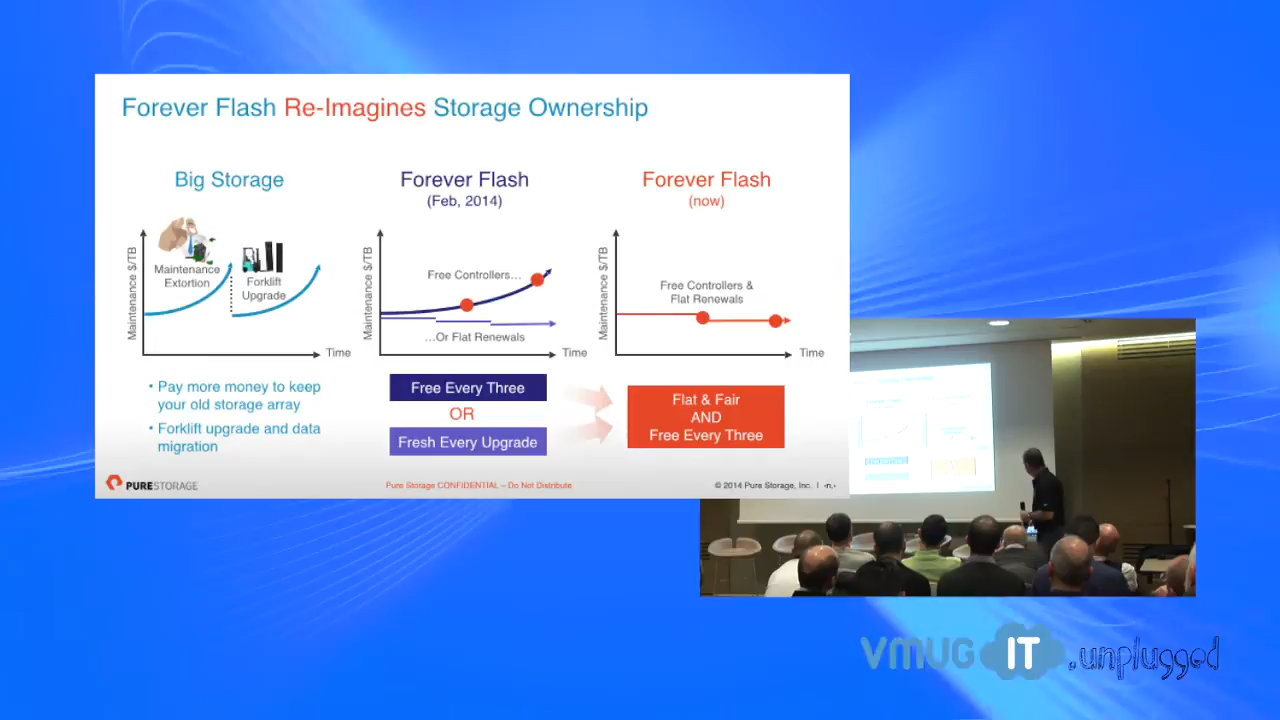 Forever Flash Re-Imagines Storage Ownership
Big Storage
Maintenance $/TB
Maintenance
Extortion
Forklift
Upgrade
Time
• Pay more money to keep
your old storage array
• Forklift upgrade and data
migration
Forever Flash
(Feb, 2014)
Maintenance $/TB
Free Controllers…
…Or Flat Renewals
Time
Free Every Three
OR
Fresh Every Upgrade
Forever Flash
(now)
Maintenance $/TB
Free Controllers &
Flat Renewals
Time
Flat & Fair
AND
Free Every Three
PURESTORAGE
Pure Storage CONFIDENTIAL – Do Not Distribute
© 2014 Pure Storage, Inc. | ‹n.›
vmug IT .unplugged